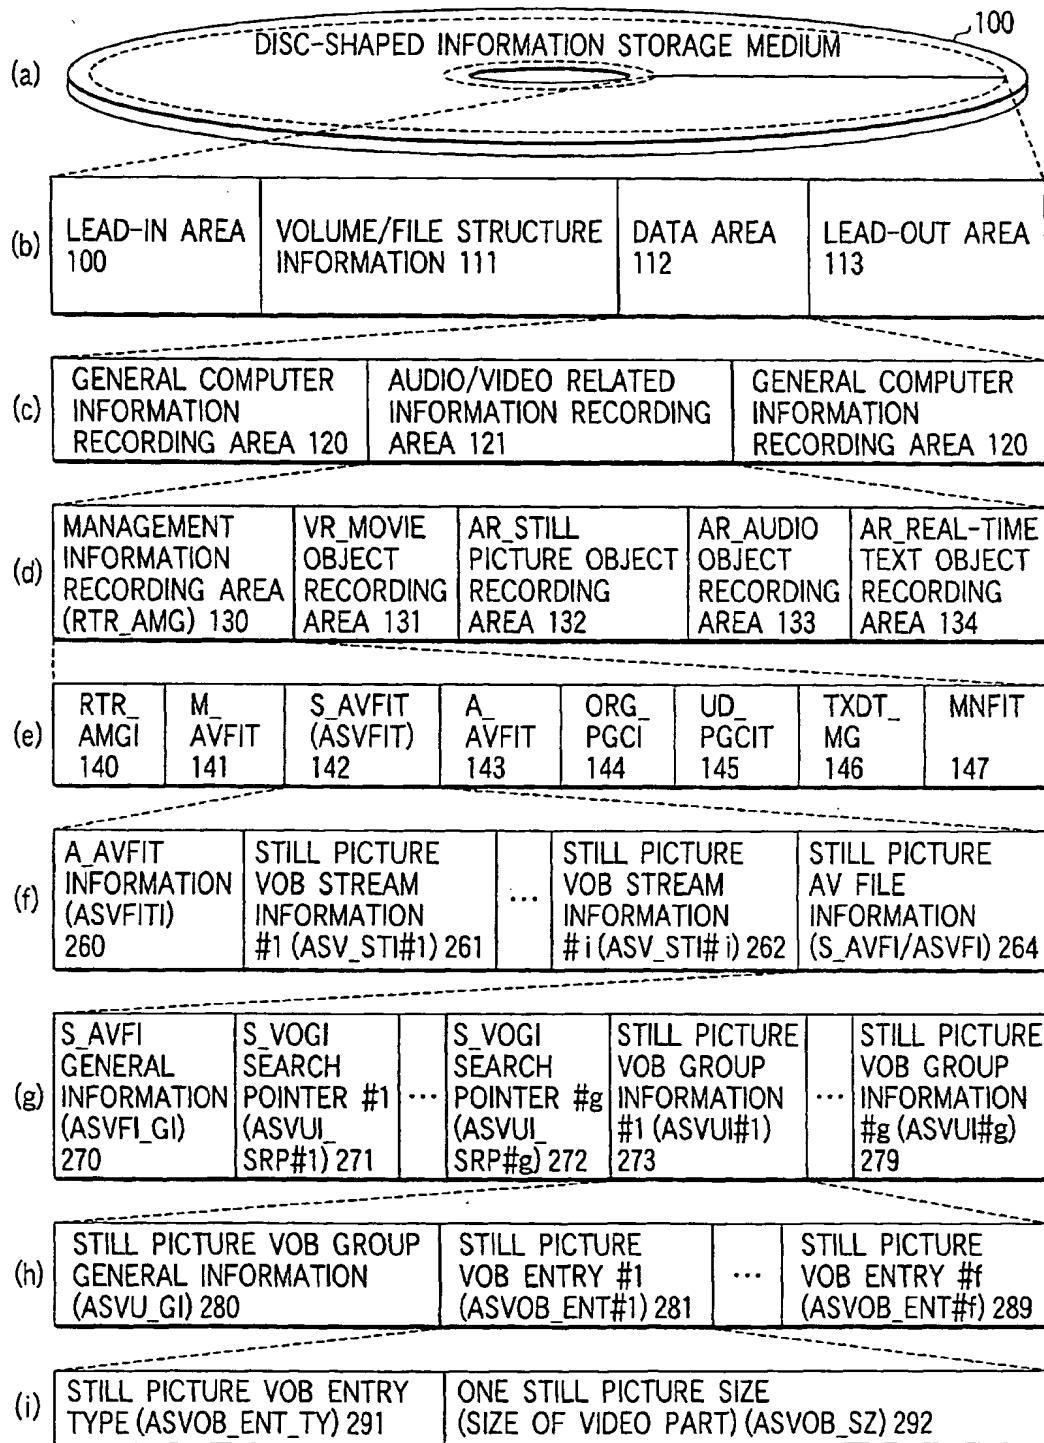 100
DISC-SHAPED INFORMATION STORAGE MEDIUM
(a)
(b)
LEAD-IN AREA
100
VOLUME/FILE STRUCTURE
INFORMATION 111
DATA AREA
112
LEAD-OUT AREA
113
(c)
GENERAL COMPUTER
INFORMATION
RECORDING AREA 120
AUDIO/VIDEO RELATED
INFORMATION RECORDING
AREA 121
GENERAL COMPUTER
INFORMATION
RECORDING AREA 120
(d)
MANAGEMENT
INFORMATION
RECORDING AREA
(RTR_AMG) 130
VR_MOVIE
OBJECT
RECORDING
AREA 131
AR_STILL
PICTURE OBJECT
RECORDING
AREA 132
AR_AUDIO
OBJECT
RECORDING
AREA 133
AR_REAL-TIME
TEXT OBJECT
RECORDING
AREA 134
(e)
RTR_
AMGI
140
M_
AVFIT
141
S_AVFIT
(ASVFIT)
142
A_
AVFIT
143
ORG_
PGCI
144
UD_
PGCIT
145
TXDT_
MG
146
MNFIT
147
(f)
A_AVFIT
INFORMATION
(ASVFITI)
260
STILL PICTURE
VOB STREAM
INFORMATION
#1 (ASV_STI#1) 261
...
STILL PICTURE
VOB STREAM
INFORMATION
#i (ASV_STI#i) 262
STILL PICTURE
AV FILE
INFORMATION
(S_AVFI/ASVFI) 264
(g)
S_AVFI
GENERAL
INFORMATION
(ASVFI_GI)
270
S_VOGI
SEARCH
POINTER #1
(ASVUI_
SRP#1) 271
...
S_VOGI
SEARCH
POINTER #g
(ASVUI_
SRP#g) 272
STILL PICTURE
VOB GROUP
INFORMATION
#1 (ASVUI#1)
273
...
STILL PICTURE
VOB GROUP
INFORMATION
#g (ASVUI#g)
279
(h)
STILL PICTURE VOB GROUP
GENERAL INFORMATION
(ASVU_GI) 280
STILL PICTURE
VOB ENTRY #1
(ASVOB_ENT#1) 281
...
STILL PICTURE
VOB ENTRY #f
(ASVOB_ENT#f) 289
(i)
STILL PICTURE VOB ENTRY
TYPE (ASVOB_ENT_TY) 291
ONE STILL PICTURE SIZE
(SIZE OF VIDEO PART) (ASVOB_SZ) 292